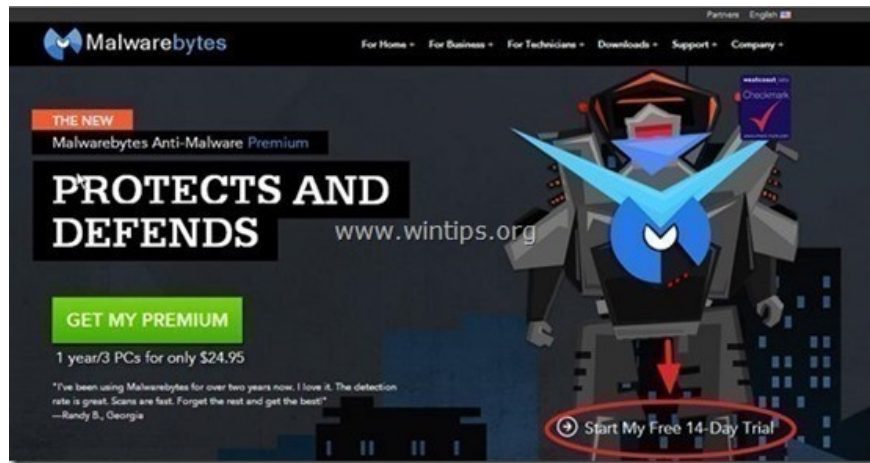 Partners English
Malwarebytes
For Home For Business For Technicians Downloads Support Company
westcoast labs
Checkmark
THE NEW
Malwarebytes Anti-Malware Premium
PROTECTS AND
DEFENDS
www.wintips.org
GET MY PREMIUM
1 year/3 PCs for only $24.95
"I've been using Malwarebytes for over two years now. I love it. The detection
rate is great. Scans are fast. Forget the rest and get the best!"
—Randy B., Georgia
Start My Free 14-Day Trial